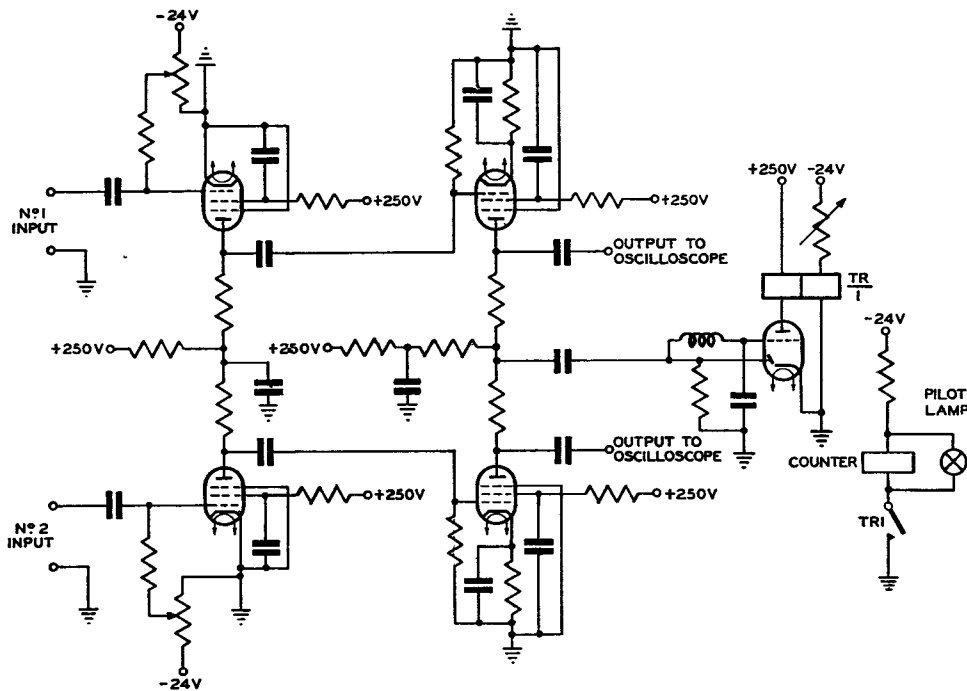 -24V
Nº1
INPUT
+250V
+250V
OUTPUT TO
OSCILLOSCOPE
+250V
-24V
TR
1
+250V
+250V
-24V
PILOT
LAMP
OUTPUT TO
OSCILLOSCOPE
COUNTER
+250V
+250V
Nº2
INPUT
TR1
-24V